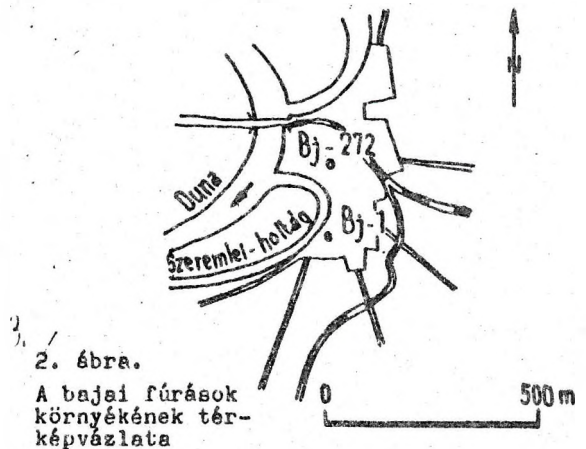 N
Bj-272
Duna
Szeremlei-holtág
Bj-1
2. ábra.
A bajai fúrások
környékének tér-
képvázlata
0 500 m